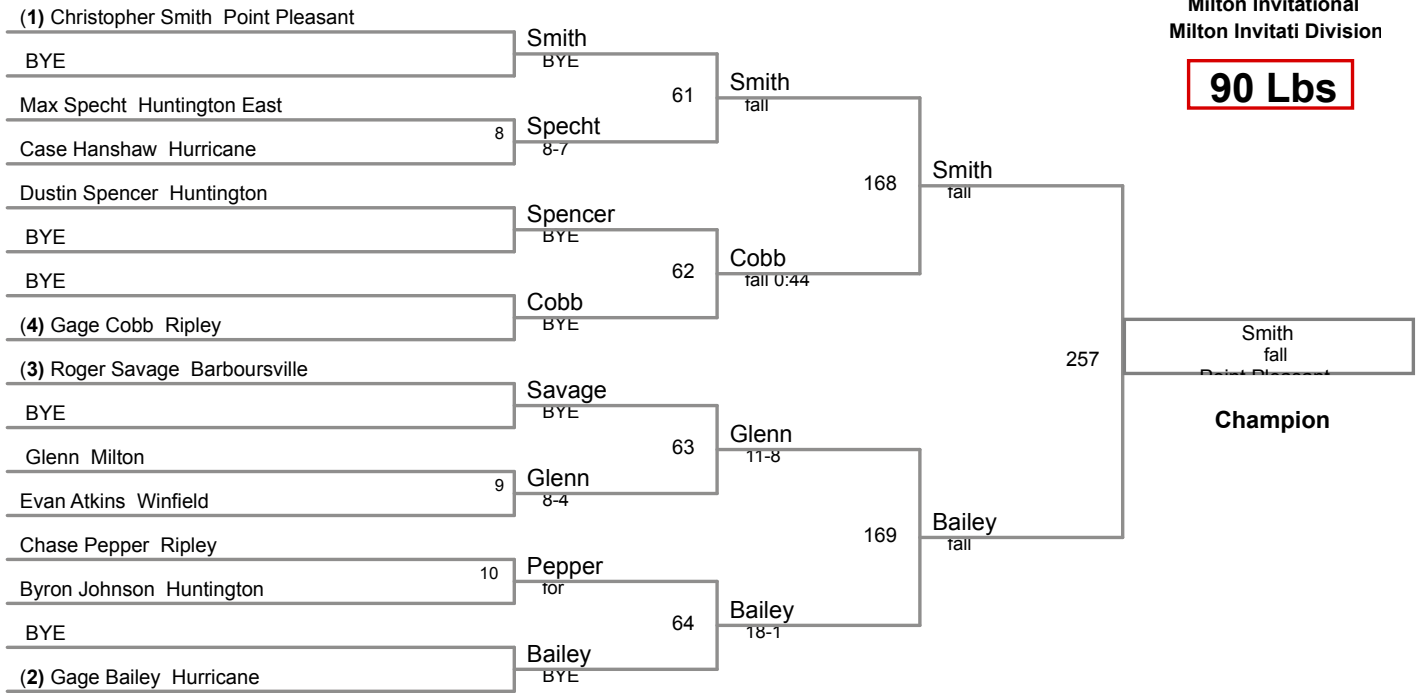 Milton Invitational
Milton Invitati Division
90 Lbs
(1) Christopher Smith Point Pleasant
BYE
Max Specht Huntington East
Case Hanshaw Hurricane
Dustin Spencer Huntington
BYE
BYE
(4) Gage Cobb Ripley
(3) Roger Savage Barboursville
BYE
Glenn Milton
Evan Atkins Winfield
Chase Pepper Ripley
Byron Johnson Huntington
BYE
(2) Gage Bailey Hurricane
8
9
10
Smith
BYE
Specht
8-7
Spencer
BYE
Cobb
BYE
Savage
BYE
Glenn
8-4
Pepper
for
Bailey
BYE
61
62
63
64
Smith
fall
Cobb
fall 0:44
Glenn
11-8
Bailey
18-1
168
169
Smith
fall
Bailey
fall
257
Smith
fall
Point Pleasant
Champion